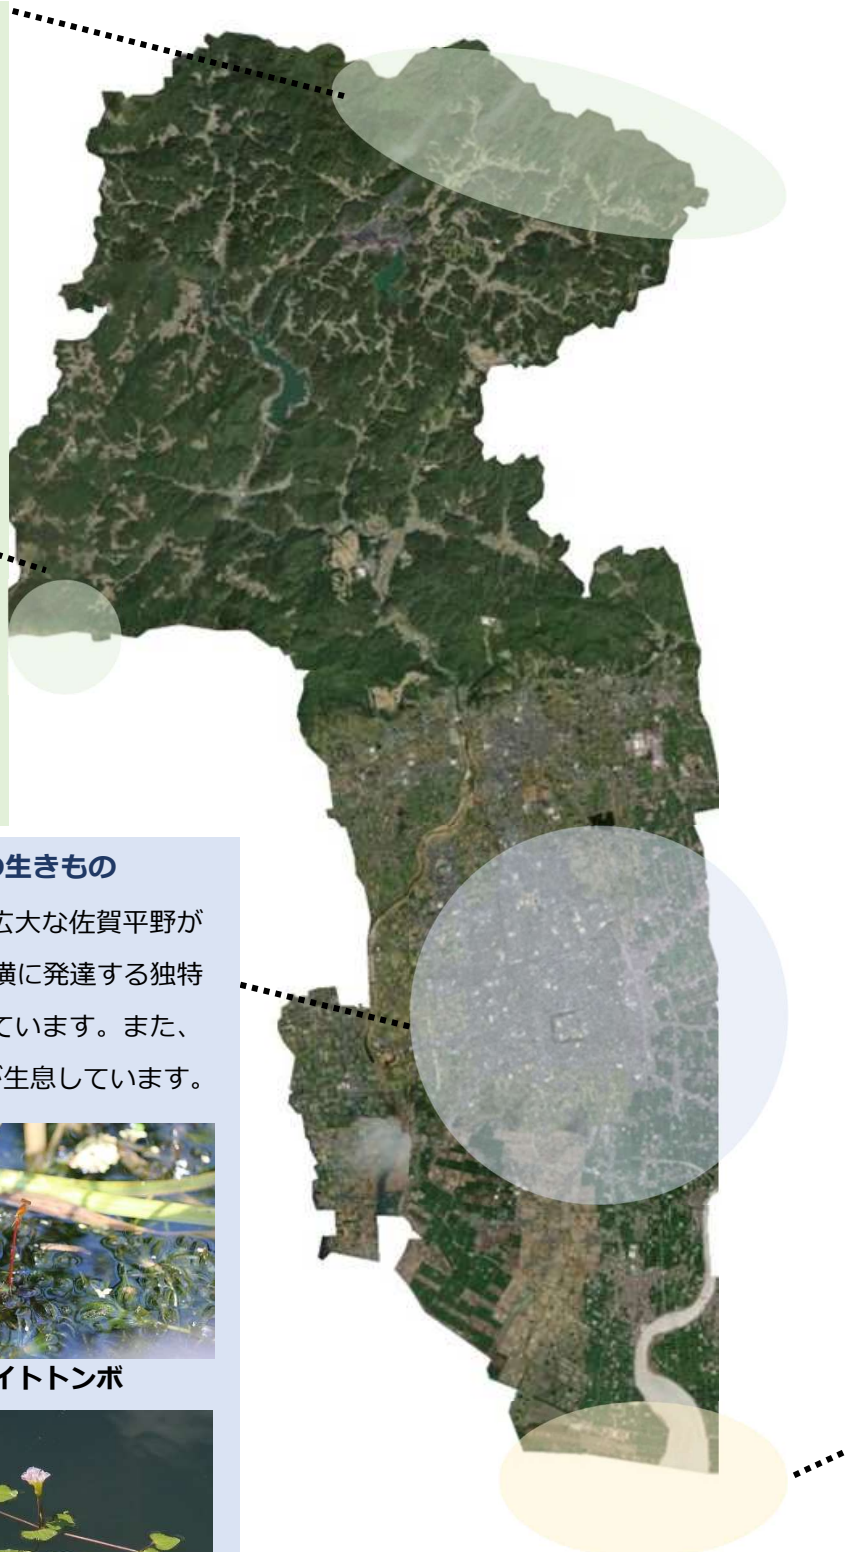 の生きもの
広大な佐賀平野が
横に発達する独特
ています。また、
が生息しています。
イトトンボ